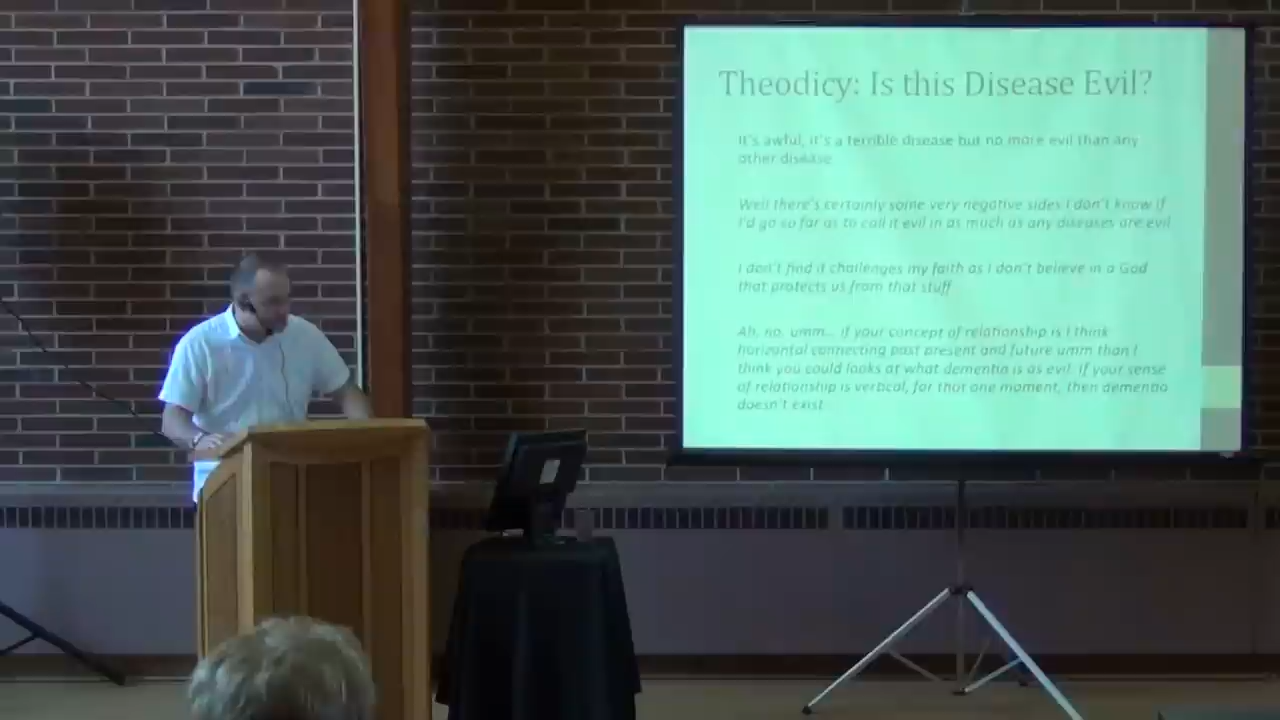 Theodicy: Is this Disease Evil?
It's awful, it's a terrible disease but no more evil than any
other disease
Well there's certainly some very negative sides I don't know if
I'd go so far as to call it evil in as much as any diseases are evil
I don't find it challenges my faith as I don't believe in a God
that protects us from that stuff
Ah, no, umm... if your concept of relationship is I think
horizontal connecting past present and future umm than I
think you could looks at what dementia is as evil. If your sense
of relationship is vertical, for that one moment, then dementia
doesn't exist